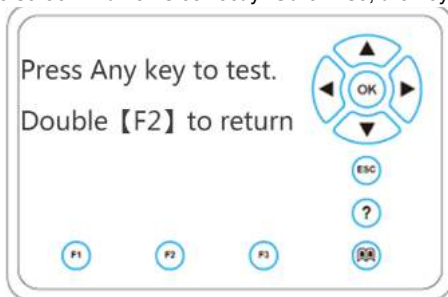 Press Any key to test.
Double【F2】to return
OK
ESC
?
F1
F2
F3